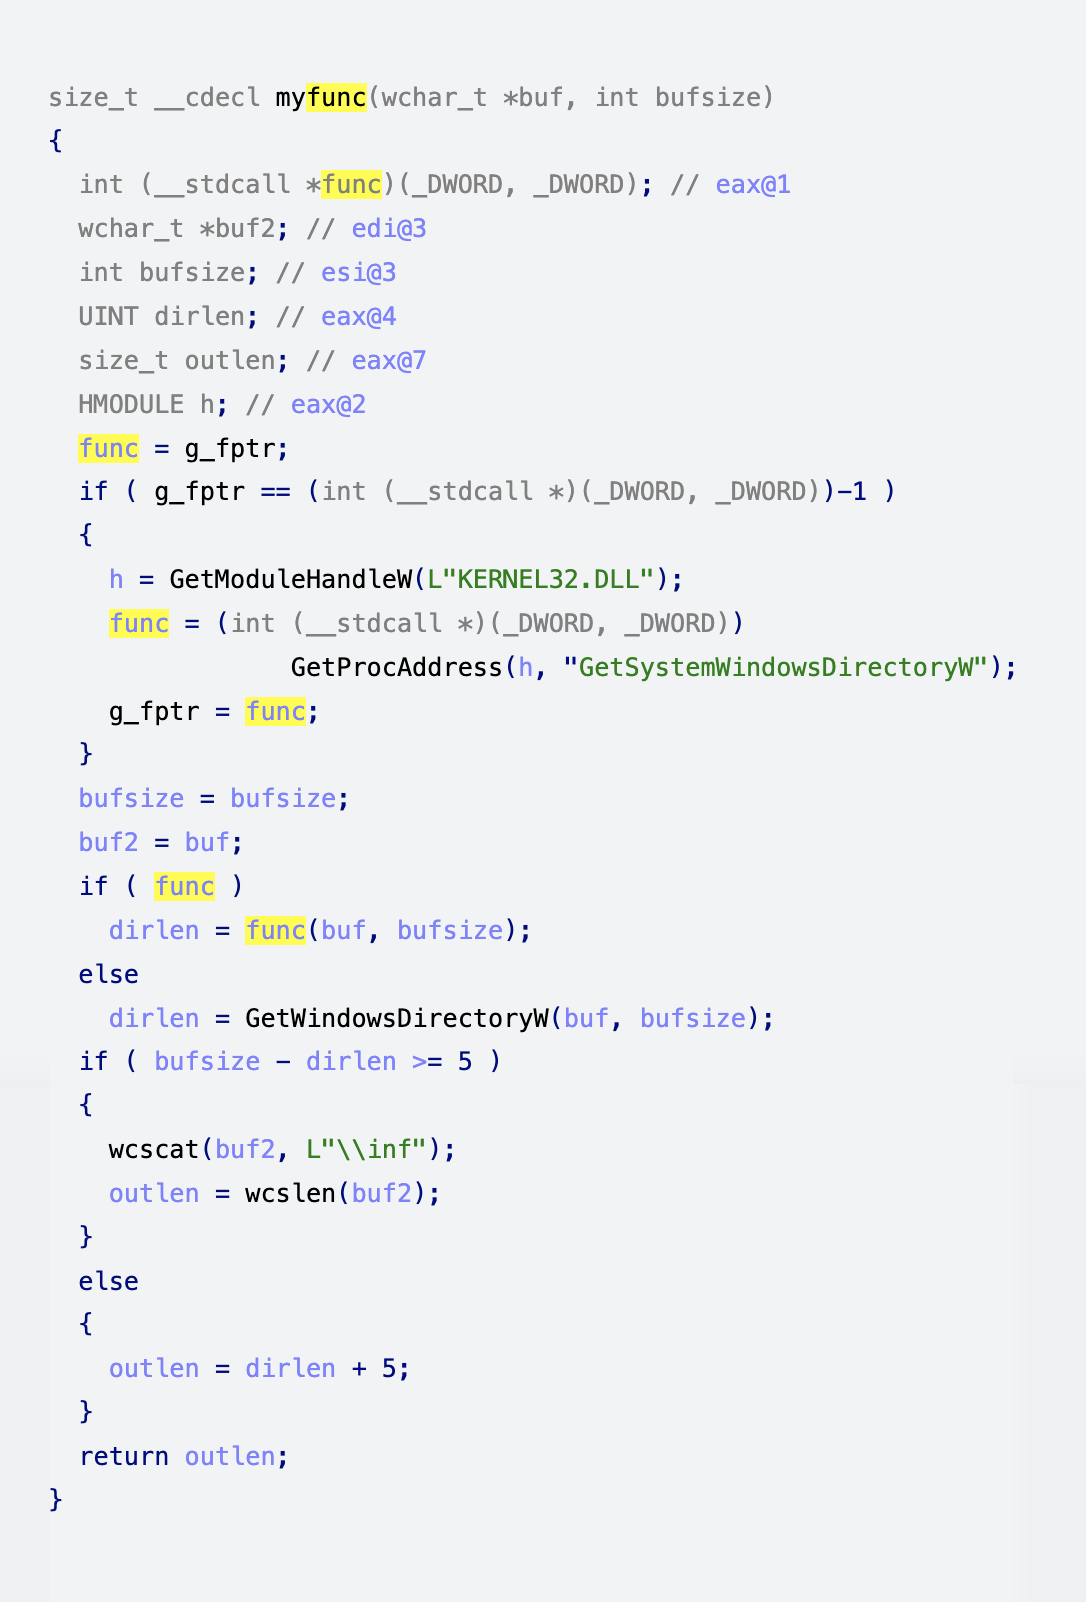 size_t __cdecl myfunc(wchar_t *buf, int bufsize)
{
  int (__stdcall *func)(_DWORD, _DWORD); // eax@1
  wchar_t *buf2; // edi@3
  int bufsize; // esi@3
  UINT dirlen; // eax@4
  size_t outlen; // eax@7
  HMODULE h; // eax@2
  func = g_fptr;
  if ( g_fptr == (int (__stdcall *)(_DWORD, _DWORD))-1 )
  {
    h = GetModuleHandleW(L"KERNEL32.DLL");
    func = (int (__stdcall *)(_DWORD, _DWORD))
                GetProcAddress(h, "GetSystemWindowsDirectoryW");
    g_fptr = func;
  }
  bufsize = bufsize;
  buf2 = buf;
  if ( func )
    dirlen = func(buf, bufsize);
  else
    dirlen = GetWindowsDirectoryW(buf, bufsize);
  if ( bufsize - dirlen >= 5 )
  {
    wcscat(buf2, L"\\inf");
    outlen = wcslen(buf2);
  }
  else
  {
    outlen = dirlen + 5;
  }
  return outlen;
}